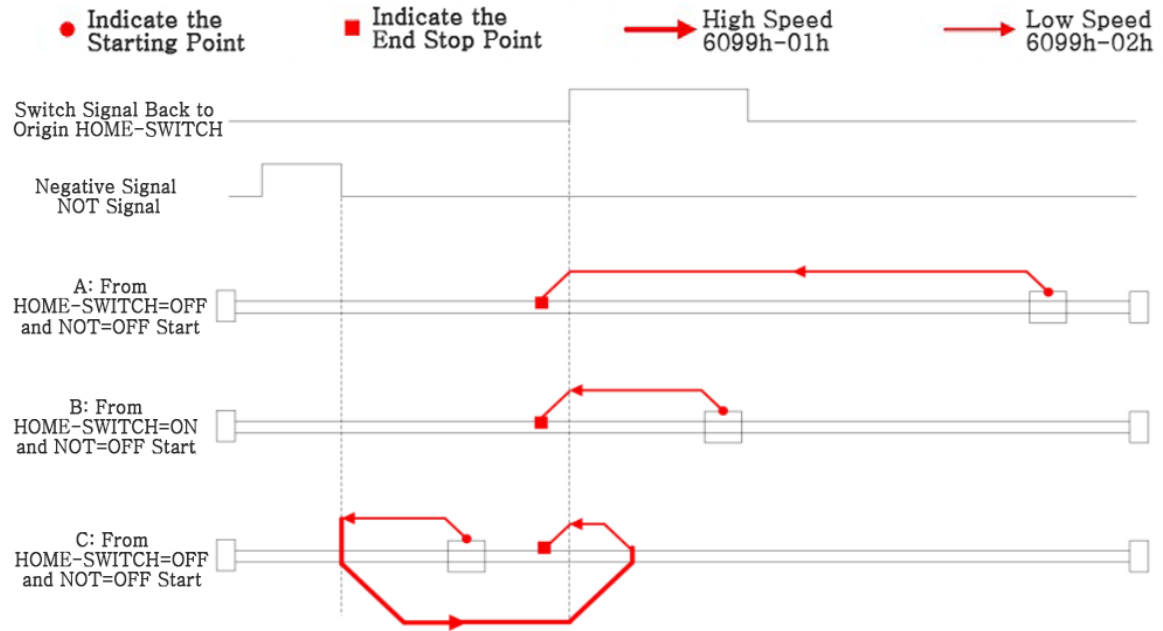 Indicate the
Starting Point
Indicate the
End Stop Point
High Speed
6099h-01h
Low Speed
6099h-02h
Switch Signal Back to
Origin HOME-SWITCH
Negative Signal
NOT Signal
A: From
HOME-SWITCH=OFF
and NOT=OFF Start
B: From
HOME-SWITCH=ON
and NOT=OFF Start
C: From
HOME-SWITCH=OFF
and NOT=OFF Start